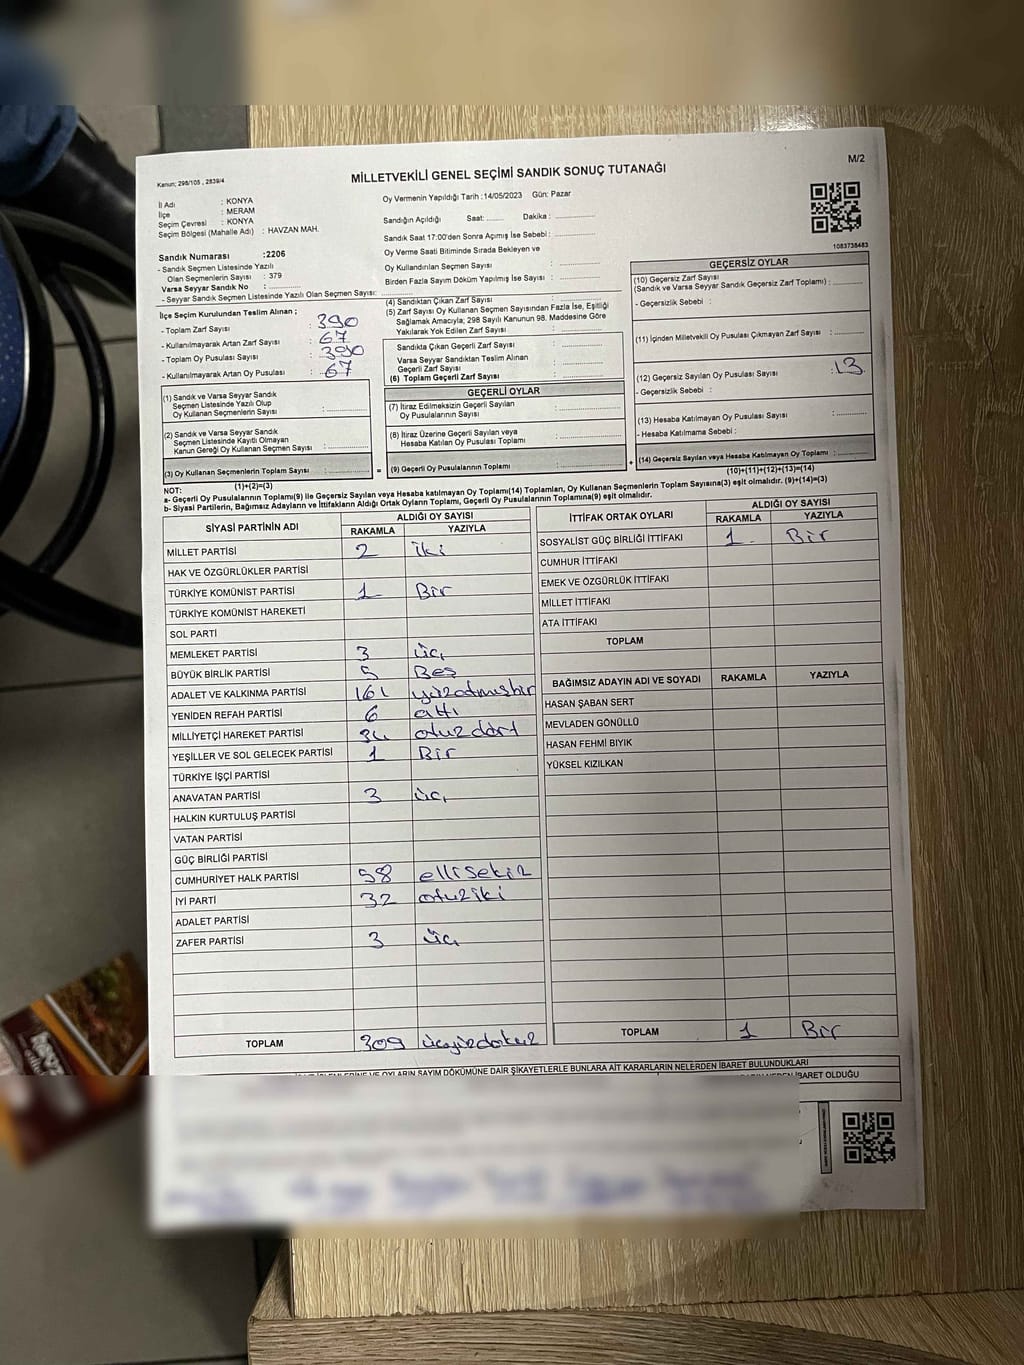 Kanun: 298/105 , 2839/4
MİLLETVEKİLİ GENEL SEÇİMİ SANDIK SONUÇ TUTANAĞI
M/2
İl Adı : KONYA
İlçe : MERAM
Seçim Çevresi : KONYA
Seçim Bölgesi (Mahalle Adı) : HAVZAN MAH.
Sandık Numarası :2206
- Sandık Seçmen Listesinde Yazılı
Olan Seçmenlerin Sayısı : 379
Varsa Seyyar Sandık No : ..............
- Seyyar Sandık Seçmen Listesinde Yazılı Olan Seçmen Sayısı: ..............
Oy Vermenin Yapıldığı Tarih :14/05/2023 Gün: Pazar
Sandığın Açıldığı Saat: ........ Dakika : ..............
Sandık Saat 17:00'den Sonra Açımış İse Sebebi : ..............
Oy Verme Saati Bitiminde Sırada Bekleyen ve
Oy Kullandırılan Seçmen Sayısı : ..............
Birden Fazla Sayım Döküm Yapılmış İse Sayısı : ..............
1083738483
İlçe Seçim Kurulundan Teslim Alınan ;
- Toplam Zarf Sayısı : 390
- Kullanılmayarak Artan Zarf Sayısı : 67
- Toplam Oy Pusulası Sayısı : 390
- Kullanılmayarak Artan Oy Pusulası : 67
(4) Sandıktan Çıkan Zarf Sayısı : ..............
(5) Zarf Sayısı Oy Kullanan Seçmen Sayısından Fazla İse, Eşitliği
Sağlamak Amacıyla; 298 Sayılı Kanunun 98. Maddesine Göre
Yakılarak Yok Edilen Zarf Sayısı : ..............
Sandıkta Çıkan Geçerli Zarf Sayısı : ..............
Varsa Seyyar Sandıktan Teslim Alınan
Geçerli Zarf Sayısı : ..............
(6) Toplam Geçerli Zarf Sayısı : ..............
GEÇERSİZ OYLAR
(10) Geçersiz Zarf Sayısı
(Sandık ve Varsa Seyyar Sandık Geçersiz Zarf Toplamı) : ..............
- Geçersizlik Sebebi :
(11) İçinden Milletvekili Oy Pusulası Çıkmayan Zarf Sayısı : ..............
(12) Geçersiz Sayılan Oy Pusulası Sayısı : 13
- Geçersizlik Sebebi :
(13) Hesaba Katılmayan Oy Pusulası Sayısı : ..............
- Hesaba Katılmama Sebebi :
(14) Geçersiz Sayılan veya Hesaba Katılmayan Oy Toplamı : ..............
(10)+(11)+(12)+(13)=(14)
(1) Sandık ve Varsa Seyyar Sandık
Seçmen Listesinde Yazılı Olup
Oy Kullanan Seçmenlerin Sayısı : ..............
(2) Sandık ve Varsa Seyyar Sandık
Seçmen Listesinde Kayıtlı Olmayan
Kanun Gereği Oy Kullanan Seçmen Sayısı : ..............
(3) Oy Kullanan Seçmenlerin Toplam Sayısı : ..............
(1)+(2)=(3)
=
GEÇERLİ OYLAR
(7) İtiraz Edilmeksizin Geçerli Sayılan
Oy Pusulalarının Sayısı : ..............
(8) İtiraz Üzerine Geçerli Sayılan veya
Hesaba Katılan Oy Pusulası Toplamı : ..............
(9) Geçerli Oy Pusulalarının Toplamı : ..............
+
NOT:
a- Geçerli Oy Pusulalarının Toplamı(9) ile Geçersiz Sayılan veya Hesaba katılmayan Oy Toplamı(14) Toplamları, Oy Kullanan Seçmenlerin Toplam Sayısına(3) eşit olmalıdır. (9)+(14)=(3)
b- Siyasi Partilerin, Bağımsız Adayların ve İttifakların Aldığı Ortak Oyların Toplamı, Geçerli Oy Pusulalarının Toplamına(9) eşit olmalıdır.
SİYASİ PARTİNİN ADI ALDIĞI OY SAYISI
RAKAMLA YAZIYLA
MİLLET PARTİSİ 2 iki
HAK VE ÖZGÜRLÜKLER PARTİSİ
TÜRKİYE KOMÜNİST PARTİSİ 1 Bir
TÜRKİYE KOMÜNİST HAREKETİ
SOL PARTİ
MEMLEKET PARTİSİ 3 üç
BÜYÜK BİRLİK PARTİSİ 5 Beş
ADALET VE KALKINMA PARTİSİ 161 yüzatmışbir
YENİDEN REFAH PARTİSİ 6 altı
MİLLİYETÇİ HAREKET PARTİSİ 34 otuzdört
YEŞİLLER VE SOL GELECEK PARTİSİ 1 Bir
TÜRKİYE İŞÇİ PARTİSİ
ANAVATAN PARTİSİ 3 üç
HALKIN KURTULUŞ PARTİSİ
VATAN PARTİSİ
GÜÇ BİRLİĞİ PARTİSİ
CUMHURİYET HALK PARTİSİ 58 ellisekiz
İYİ PARTİ 32 otuziki
ADALET PARTİSİ
ZAFER PARTİSİ 3 üç
TOPLAM 309 üçyüzdokuz
İTTİFAK ORTAK OYLARI ALDIĞI OY SAYISI
RAKAMLA YAZIYLA
SOSYALİST GÜÇ BİRLİĞİ İTTİFAKI 1 Bir
CUMHUR İTTİFAKI
EMEK VE ÖZGÜRLÜK İTTİFAKI
MİLLET İTTİFAKI
ATA İTTİFAKI
TOPLAM
BAĞIMSIZ ADAYIN ADI VE SOYADI RAKAMLA YAZIYLA
HASAN ŞABAN SERT
MEVLADEN GÖNÜLLÜ
HASAN FEHMİ BIYIK
YÜKSEL KIZILKAN
TOPLAM 1 Bir
OYLARIN SAYIM DÖKÜMÜNE DAİR ŞİKAYETLERLE BUNLARA AİT KARARLARIN NELERDEN İBARET BULUNDUKLARI
İBARET OLDUĞU